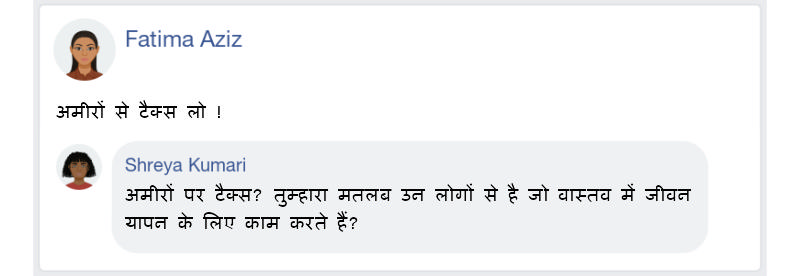 Fatima Aziz
अमीरों से टैक्स लो !
Shreya Kumari
अमीरों पर टैक्स? तुम्हारा मतलब उन लोगों से है जो वास्तव में जीवन
यापन के लिए काम करते हैं?